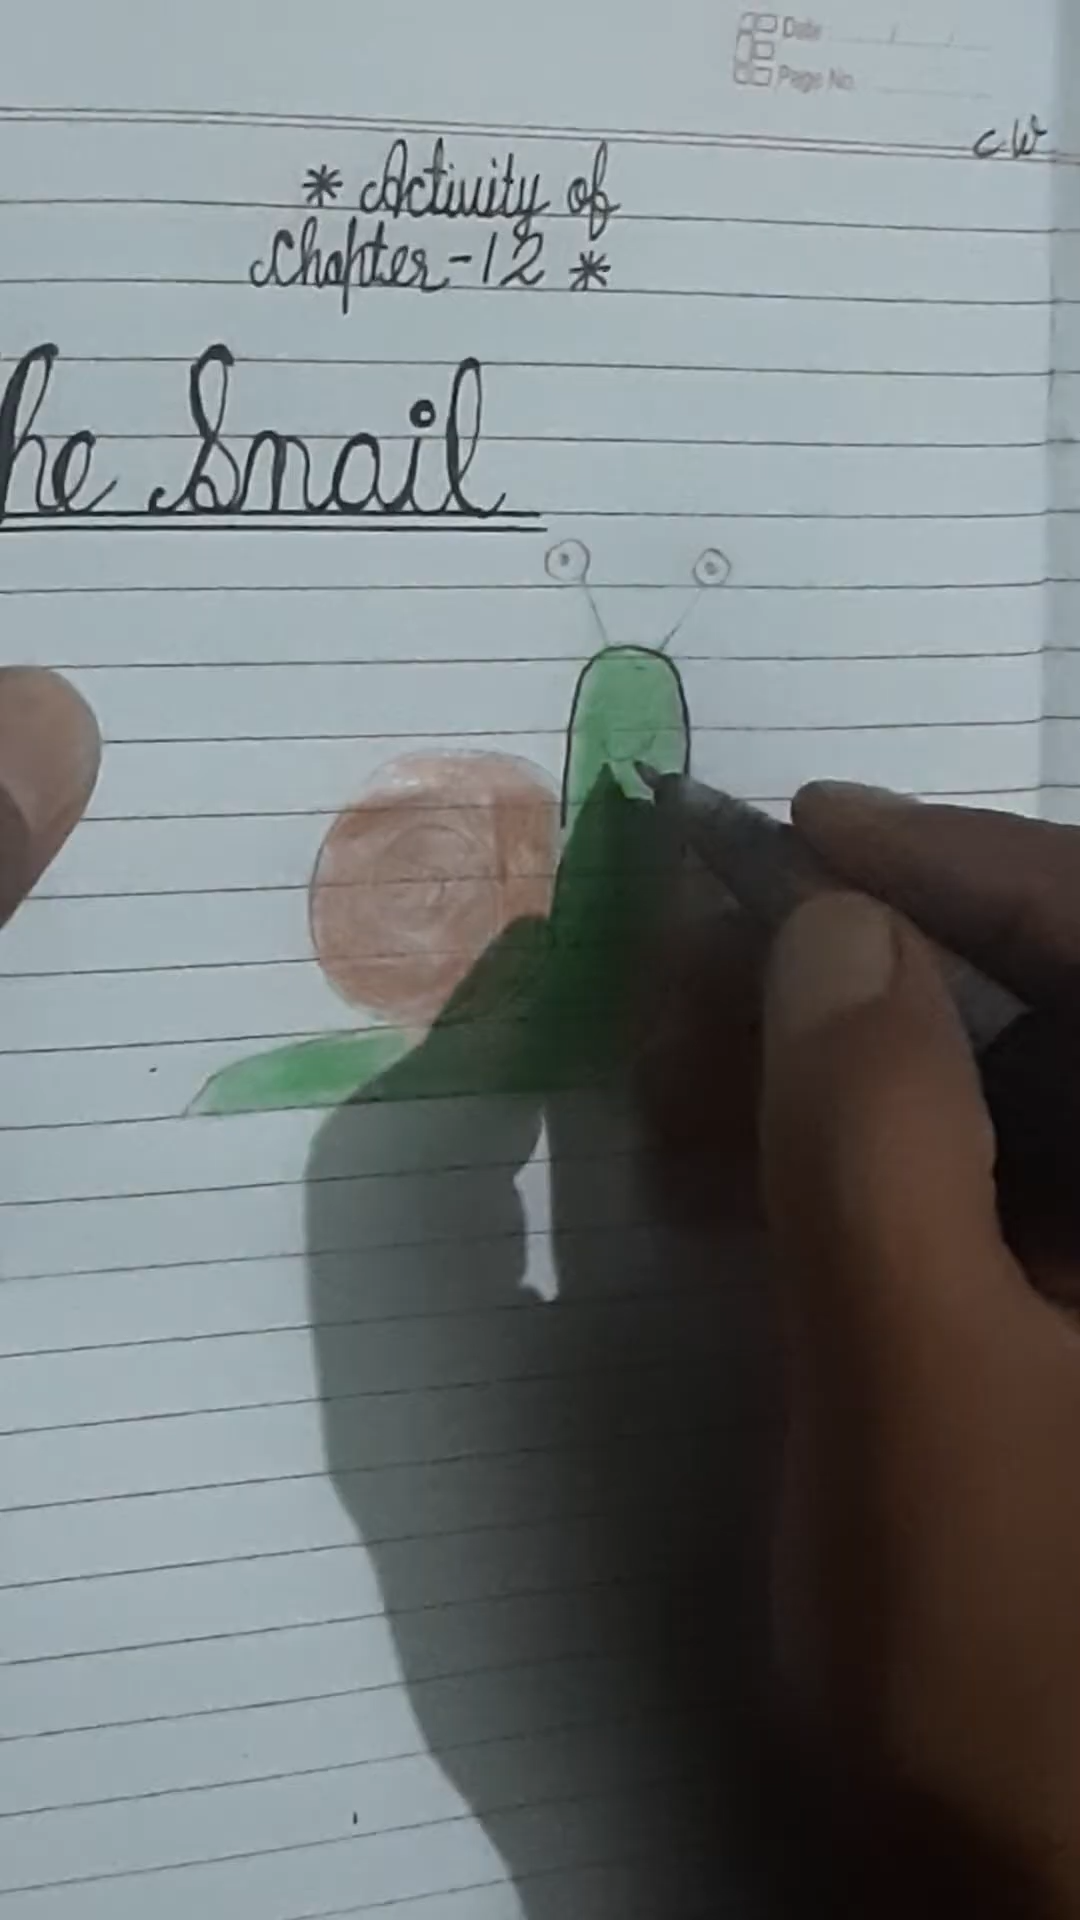 Date
Page No.
CW
* Activity of
Chapter-12 *
he Snail